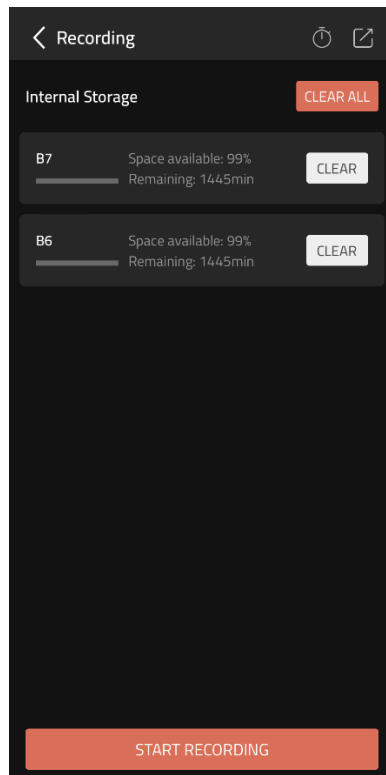 Recording
Internal Storage
CLEAR ALL
B7
Space available: 99%
Remaining: 1445min
CLEAR
B6
Space available: 99%
Remaining: 1445min
CLEAR
START RECORDING